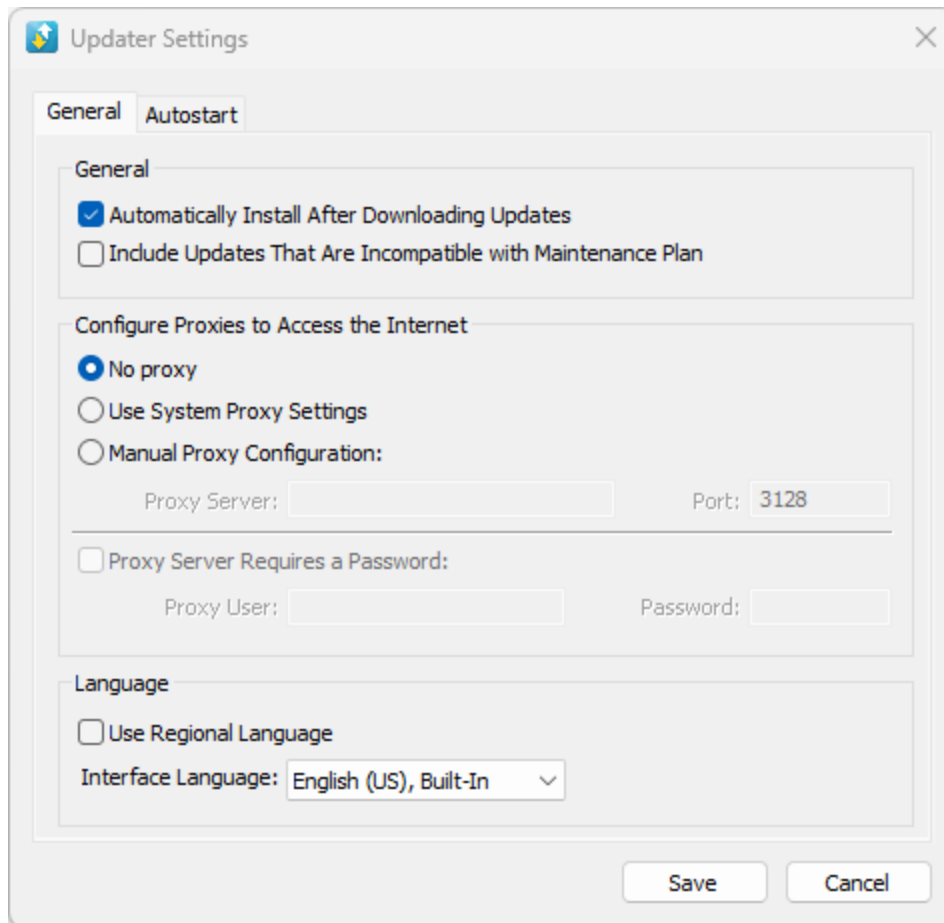 Updater Settings
General Autostart
General
Automatically Install After Downloading Updates
Include Updates That Are Incompatible with Maintenance Plan
Configure Proxies to Access the Internet
No proxy
Use System Proxy Settings
Manual Proxy Configuration:
Proxy Server: Port: 3128
Proxy Server Requires a Password:
Proxy User: Password:
Language
Use Regional Language
Interface Language: English (US), Built-In
Save Cancel